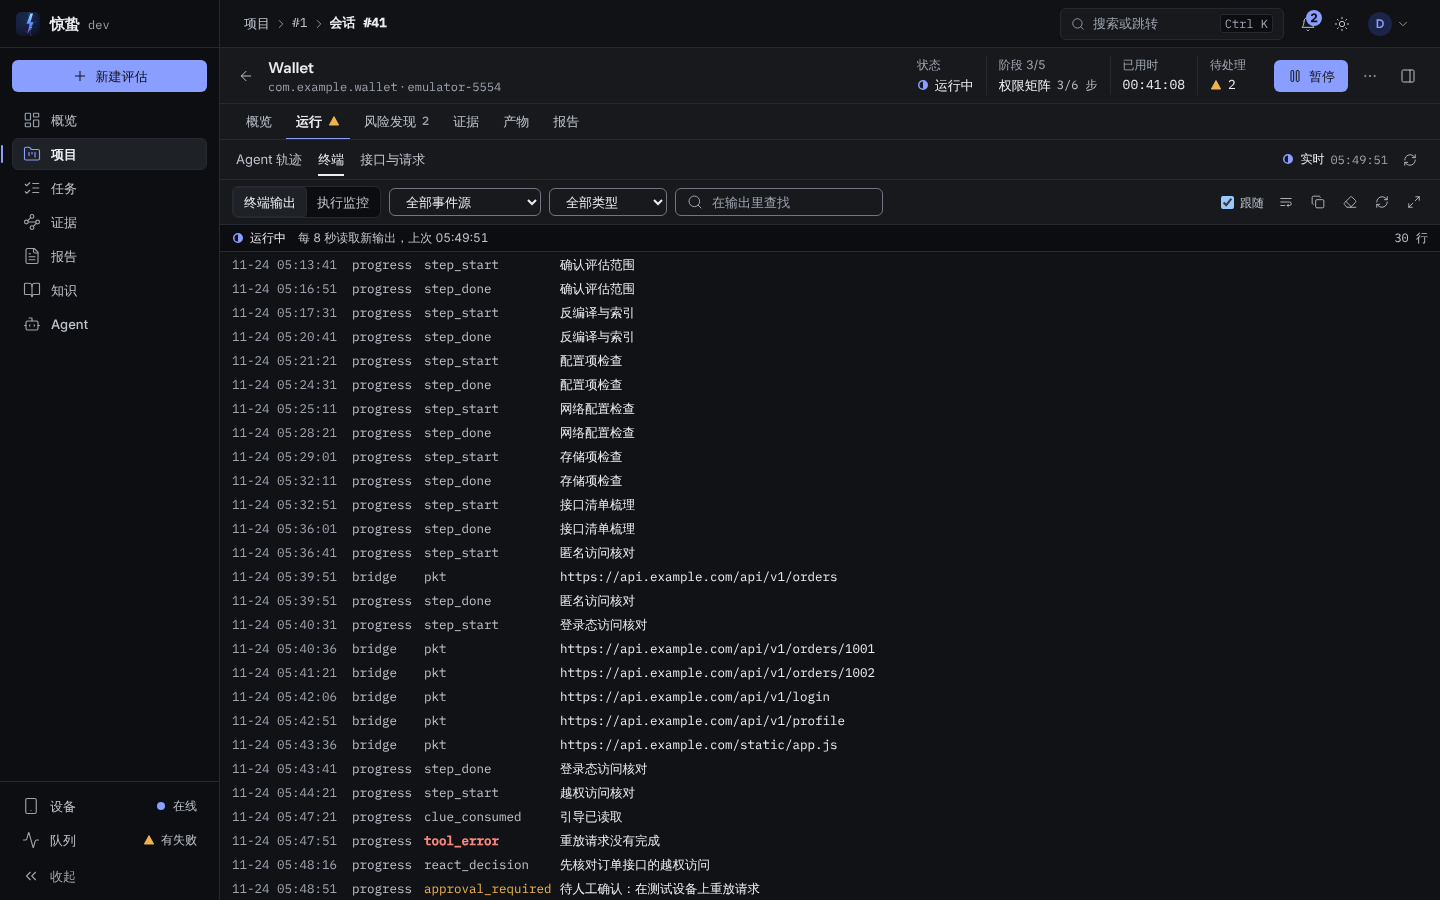 惊蛰 dev
项目 > #1 > 会话 #41
搜索或跳转 Ctrl K
2
D
新建评估
概览
项目
任务
证据
报告
知识
Agent
设备 在线
队列 有失败
收起
Wallet
com.example.wallet · emulator-5554
状态
运行中
阶段 3/5
权限矩阵 3/6 步
已用时
00:41:08
待处理
2
暂停
概览 运行 风险发现 2 证据 产物 报告
Agent 轨迹 终端 接口与请求
实时 05:49:51
终端输出 执行监控 全部事件源 全部类型 在输出里查找
跟随
运行中 每 8 秒读取新输出，上次 05:49:51
30 行
11-24 05:13:41 progress step_start 确认评估范围
11-24 05:16:51 progress step_done 确认评估范围
11-24 05:17:31 progress step_start 反编译与索引
11-24 05:20:41 progress step_done 反编译与索引
11-24 05:21:21 progress step_start 配置项检查
11-24 05:24:31 progress step_done 配置项检查
11-24 05:25:11 progress step_start 网络配置检查
11-24 05:28:21 progress step_done 网络配置检查
11-24 05:29:01 progress step_start 存储项检查
11-24 05:32:11 progress step_done 存储项检查
11-24 05:32:51 progress step_start 接口清单梳理
11-24 05:36:01 progress step_done 接口清单梳理
11-24 05:36:41 progress step_start 匿名访问核对
11-24 05:39:51 bridge pkt https://api.example.com/api/v1/orders
11-24 05:39:51 progress step_done 匿名访问核对
11-24 05:40:31 progress step_start 登录态访问核对
11-24 05:40:36 bridge pkt https://api.example.com/api/v1/orders/1001
11-24 05:41:21 bridge pkt https://api.example.com/api/v1/orders/1002
11-24 05:42:06 bridge pkt https://api.example.com/api/v1/login
11-24 05:42:51 bridge pkt https://api.example.com/api/v1/profile
11-24 05:43:36 bridge pkt https://api.example.com/static/app.js
11-24 05:43:41 progress step_done 登录态访问核对
11-24 05:44:21 progress step_start 越权访问核对
11-24 05:47:21 progress clue_consumed 引导已读取
11-24 05:47:51 progress tool_error 重放请求没有完成
11-24 05:48:16 progress react_decision 先核对订单接口的越权访问
11-24 05:48:51 progress approval_required 待人工确认：在测试设备上重放请求